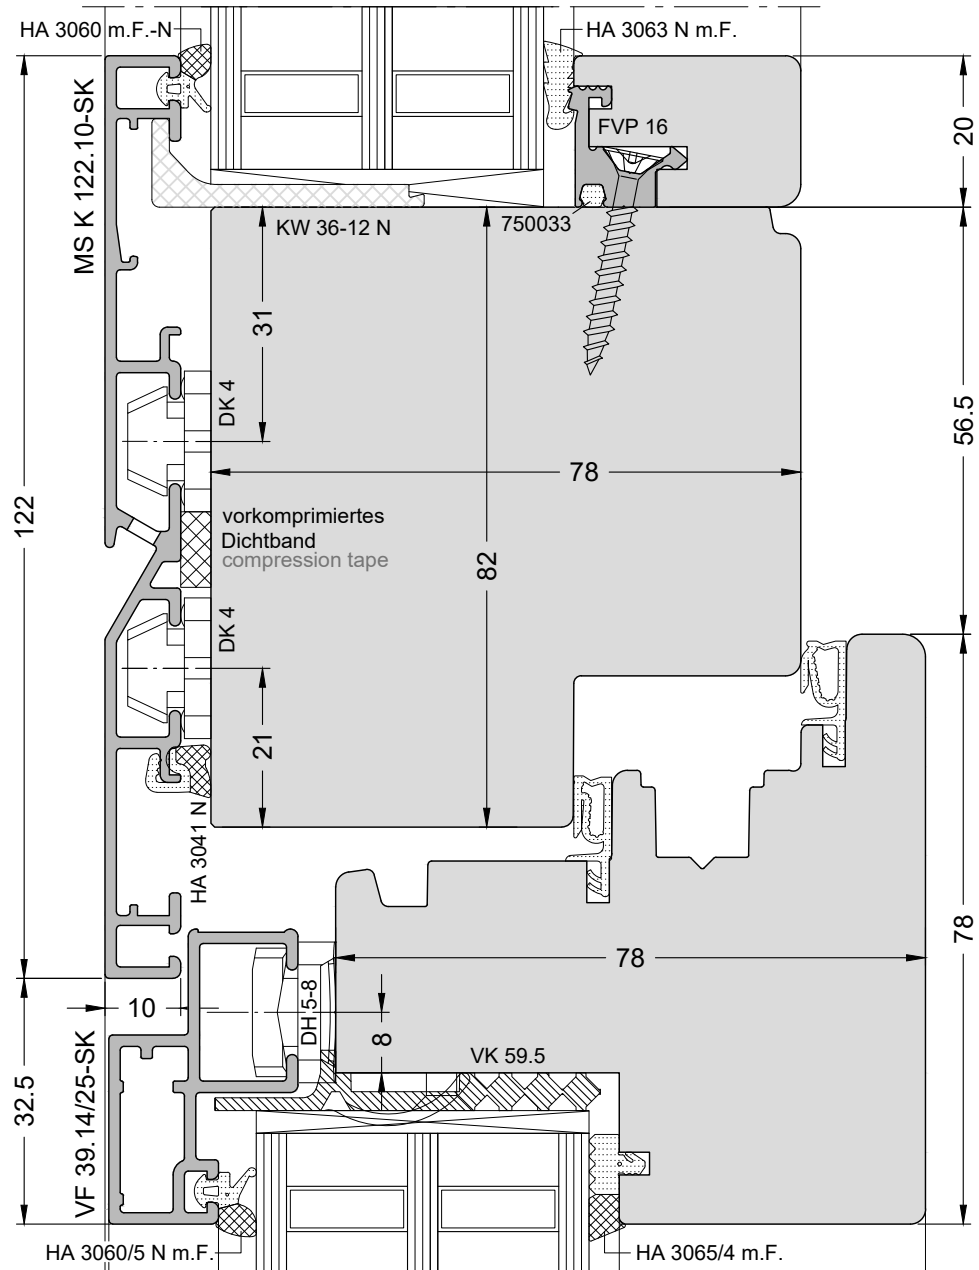 HA 3060 m.F.-N
HA 3063 N m.F.
MS K 122.10-SK
FVP 16
20
KW 36-12 N
750033
31
DK 4
56.5
78
122
vorkomprimiertes
Dichtband
compression tape
82
DK 4
21
HA 3041 N
78
78
10
DH 5-8
8
VK 59.5
32.5
VF 39.14/25-SK
HA 3060/5 N m.F.
HA 3065/4 m.F.